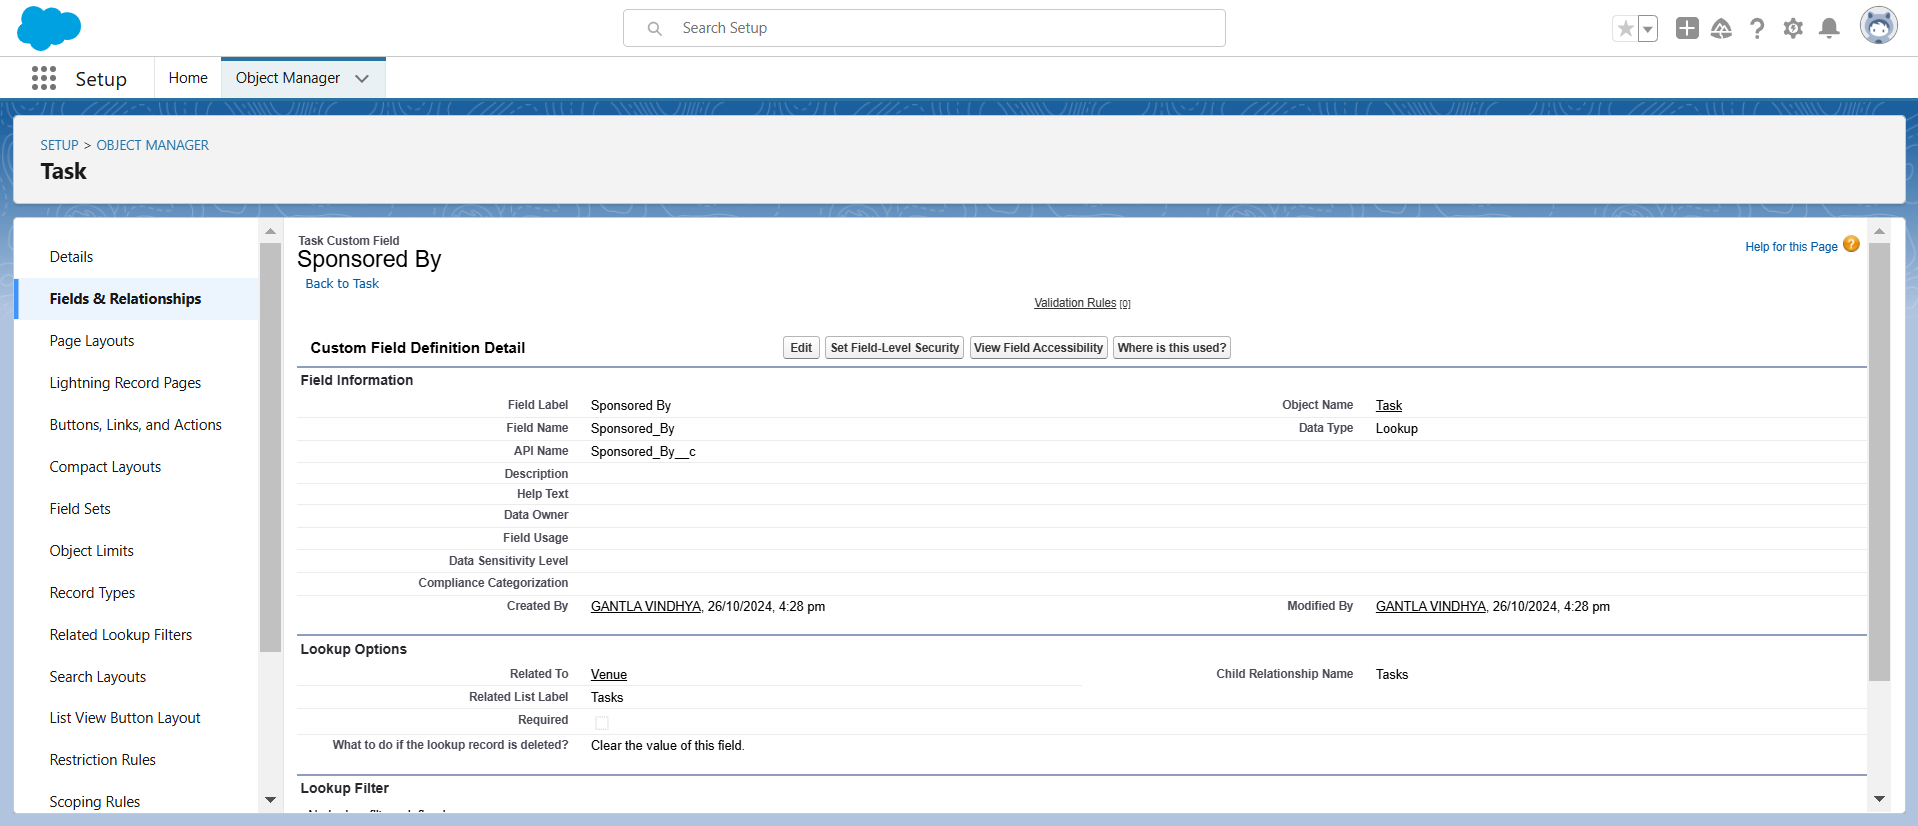 Search Setup
Setup
Home
Object Manager
SETUP > OBJECT MANAGER
Task
Details
Fields & Relationships
Page Layouts
Lightning Record Pages
Buttons, Links, and Actions
Compact Layouts
Field Sets
Object Limits
Record Types
Related Lookup Filters
Search Layouts
List View Button Layout
Restriction Rules
Scoping Rules
Task Custom Field
Sponsored By
Back to Task
Help for this Page ?
Validation Rules [0]
Custom Field Definition Detail
Edit Set Field-Level Security View Field Accessibility Where is this used?
Field Information
Field Label Sponsored By Object Name Task
Field Name Sponsored_By Data Type Lookup
API Name Sponsored_By__c
Description
Help Text
Data Owner
Field Usage
Data Sensitivity Level
Compliance Categorization
Created By GANTLA VINDHYA, 26/10/2024, 4:28 pm Modified By GANTLA VINDHYA, 26/10/2024, 4:28 pm
Lookup Options
Related To Venue Child Relationship Name Tasks
Related List Label Tasks
Required
What to do if the lookup record is deleted? Clear the value of this field.
Lookup Filter